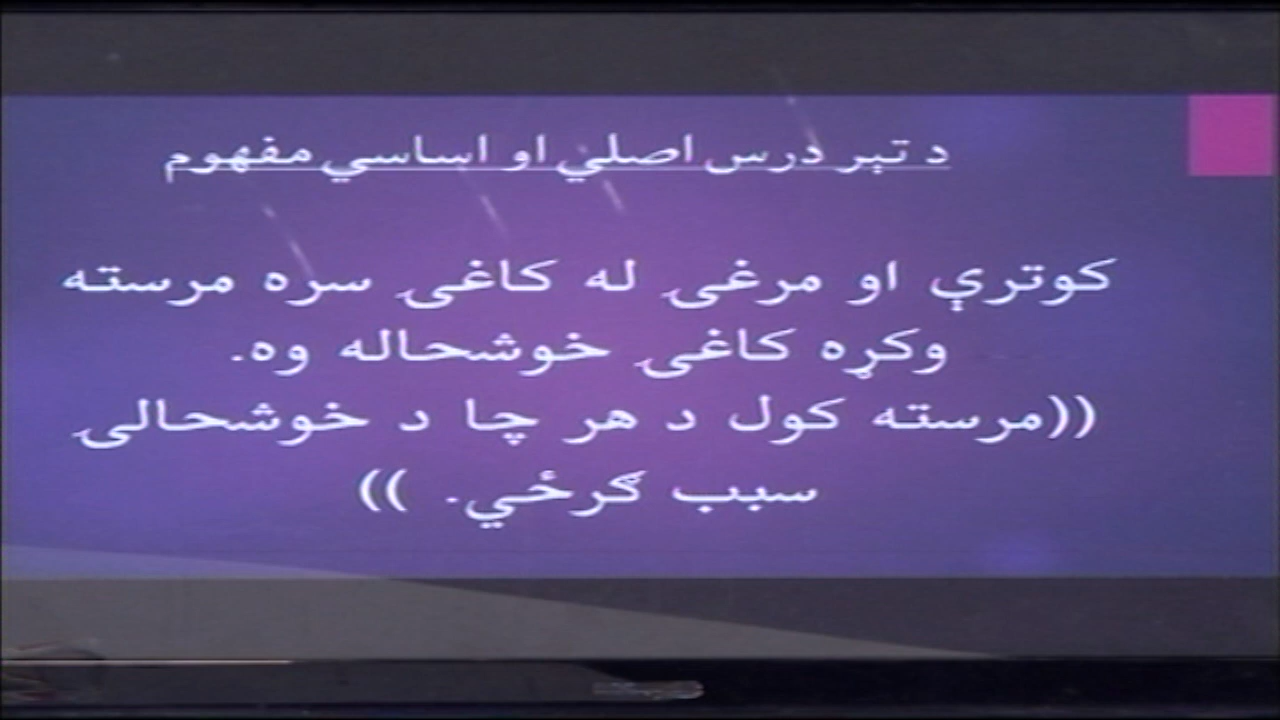 د تېر درس اصلي او اساسي مفهوم
کوترې او مرغۍ له کاغۍ سره مرسته
وکړه کاغۍ خوشحاله وه.
((مرسته کول د هر چا د خوشحالۍ
سبب ګرځي. ))